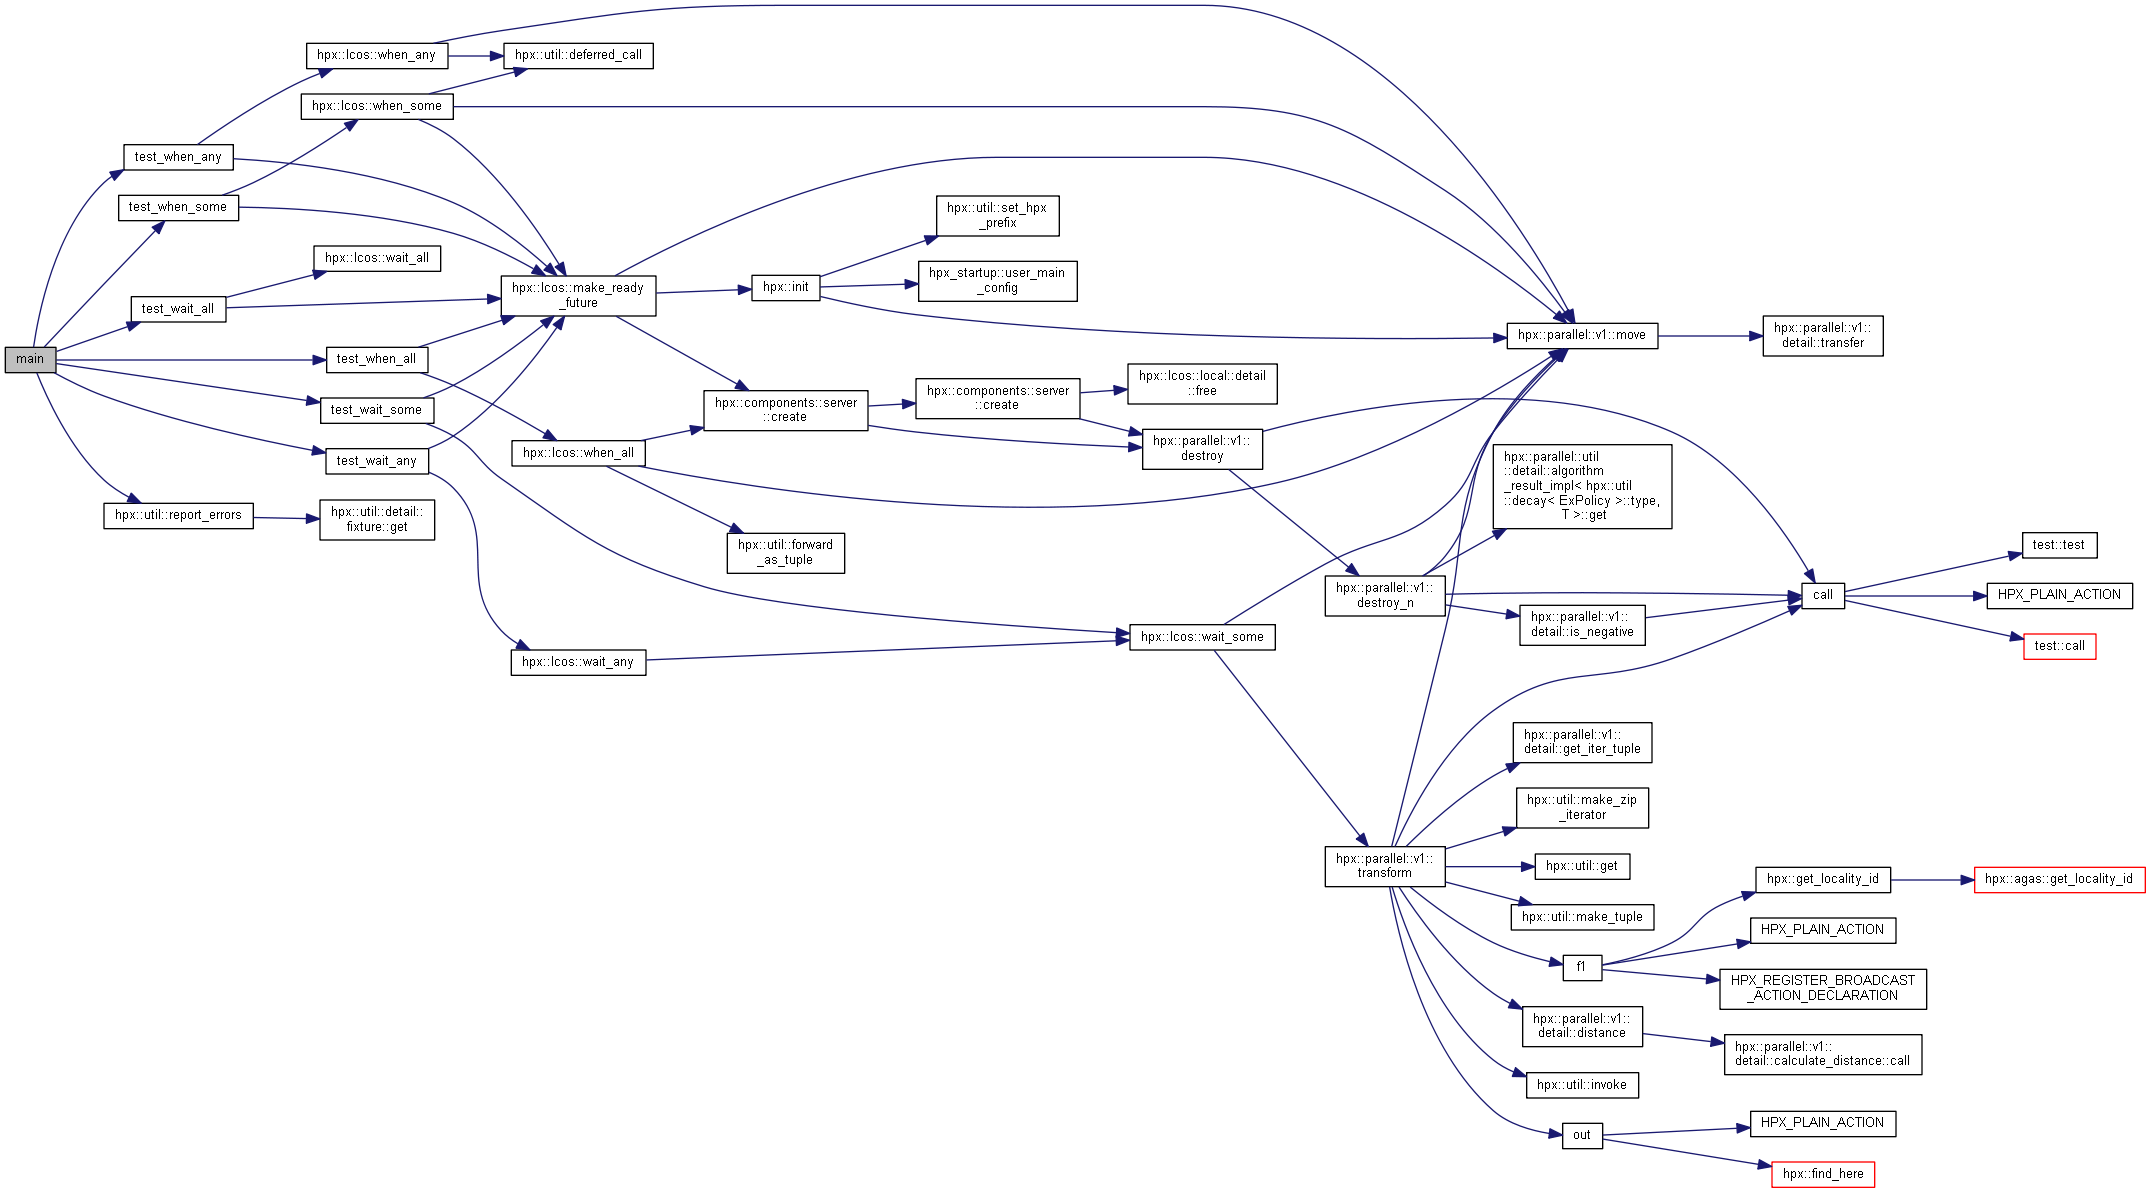 main
test_when_any
test_when_some
test_wait_all
test_when_all
test_wait_some
test_wait_any
hpx::util::report_errors
hpx::lcos::when_any
hpx::lcos::when_some
hpx::lcos::wait_all
hpx::util::detail::
fixture::get
hpx::util::deferred_call
hpx::lcos::make_ready
_future
hpx::lcos::when_all
hpx::lcos::wait_any
hpx::init
hpx::components::server
::create
hpx::util::forward
_as_tuple
hpx::util::set_hpx
_prefix
hpx_startup::user_main
_config
hpx::components::server
::create
hpx::lcos::local::detail
::free
hpx::parallel::v1::
destroy
hpx::lcos::wait_some
hpx::parallel::v1::
destroy_n
hpx::parallel::v1::
transform
hpx::parallel::v1::move
hpx::parallel::util
::detail::algorithm
_result_impl< hpx::util
::decay< ExPolicy >::type,
T >::get
hpx::parallel::v1::
detail::is_negative
hpx::parallel::v1::
detail::get_iter_tuple
hpx::util::make_zip
_iterator
hpx::util::get
hpx::util::make_tuple
f1
hpx::parallel::v1::
detail::distance
hpx::util::invoke
out
hpx::parallel::v1::
detail::transfer
call
hpx::get_locality_id
HPX_PLAIN_ACTION
HPX_REGISTER_BROADCAST
_ACTION_DECLARATION
hpx::parallel::v1::
detail::calculate_distance::call
HPX_PLAIN_ACTION
hpx::find_here
test::test
HPX_PLAIN_ACTION
test::call
hpx::agas::get_locality_id